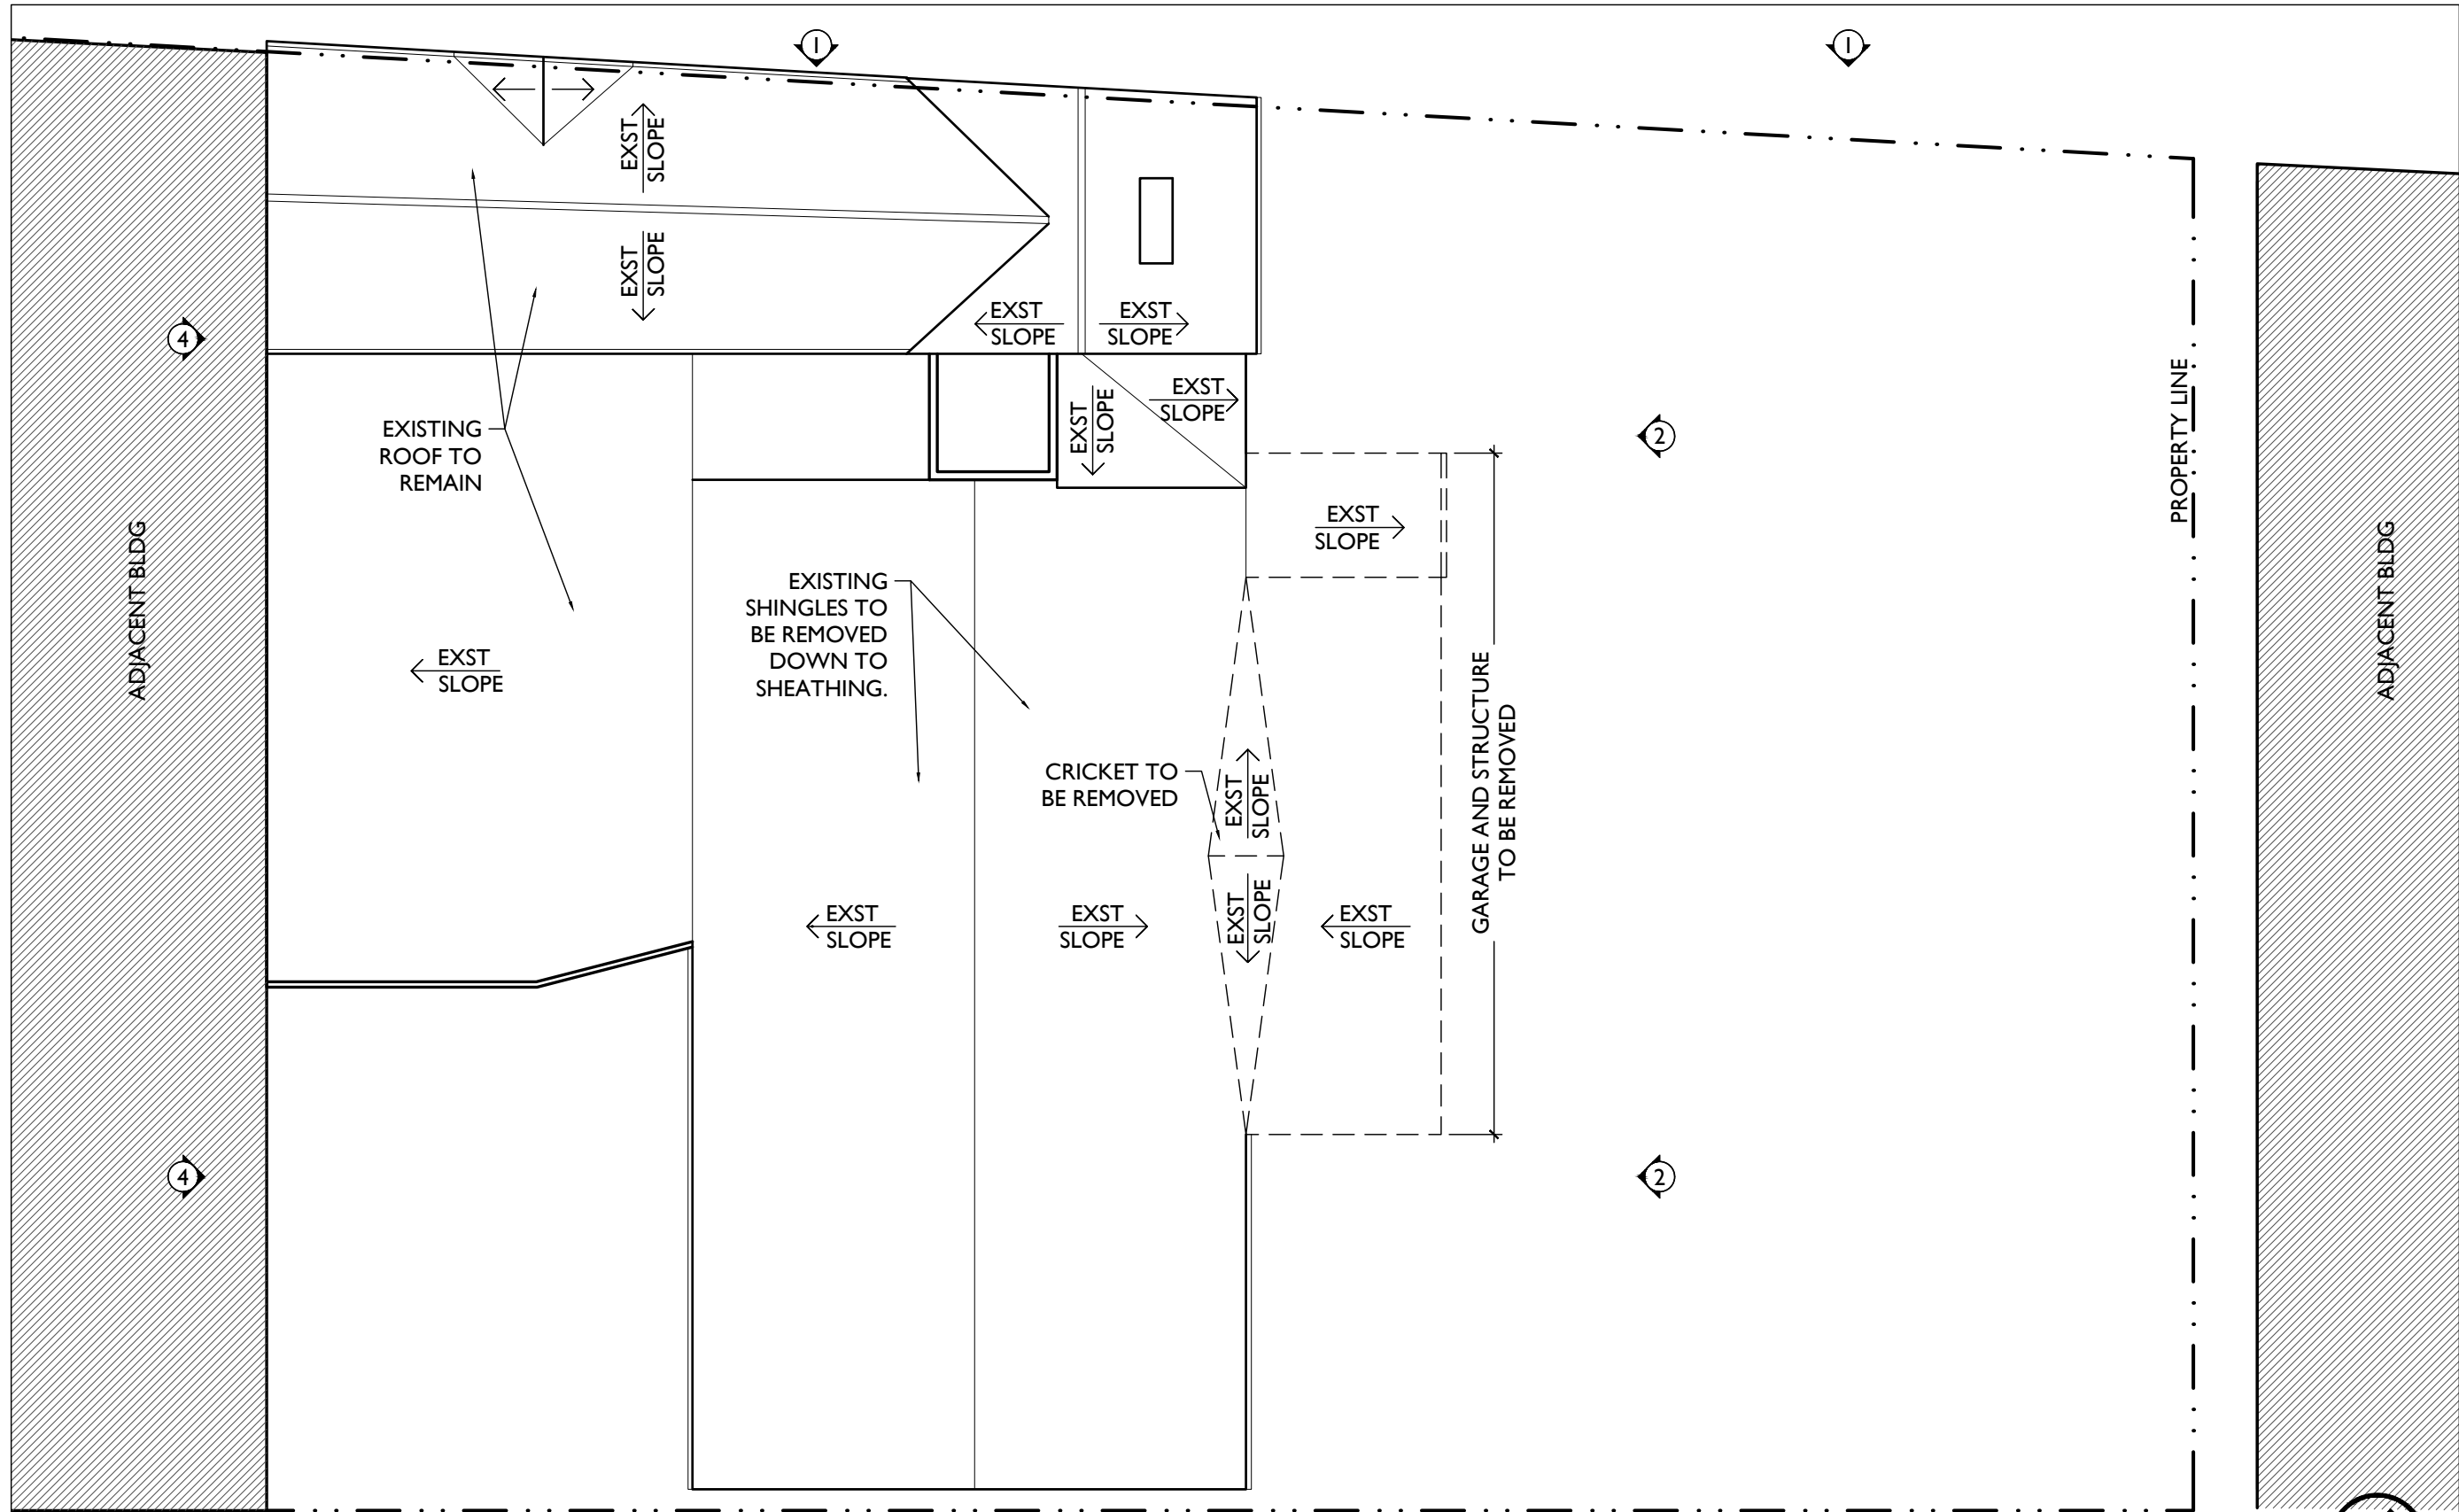 1
1
EXST
SLOPE
EXST
SLOPE
EXST
SLOPE
EXST
SLOPE
4
EXST
SLOPE
EXST
SLOPE
EXISTING
ROOF TO
REMAIN
2
PROPERTY LINE
EXST
SLOPE
ADJACENT BLDG
EXISTING
SHINGLES TO
BE REMOVED
DOWN TO
SHEATHING.
ADJACENT BLDG
EXST
SLOPE
CRICKET TO
BE REMOVED
EXST
SLOPE
GARAGE AND STRUCTURE
TO BE REMOVED
EXST
SLOPE
EXST
SLOPE
EXST
SLOPE
EXST
SLOPE
4
2